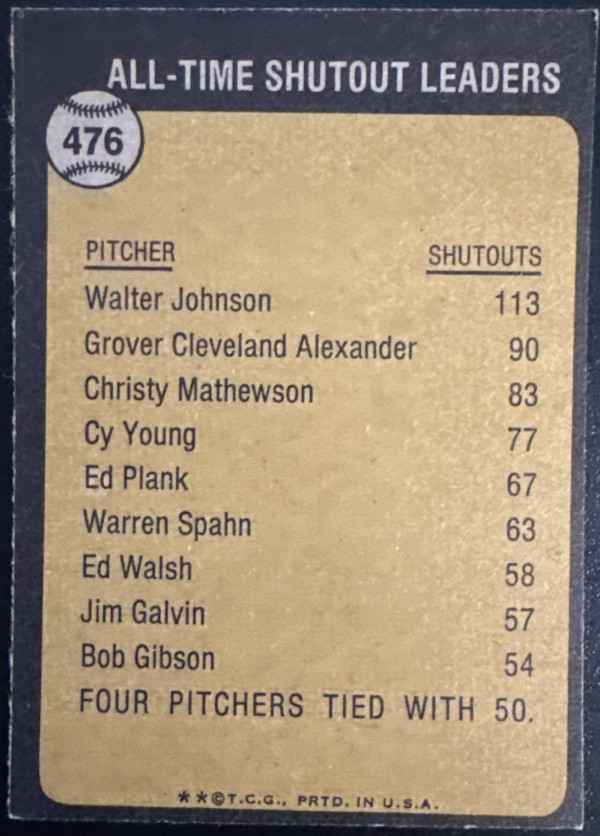 ALL-TIME SHUTOUT LEADERS
476
PITCHER SHUTOUTS
Walter Johnson 113
Grover Cleveland Alexander 90
Christy Mathewson 83
Cy Young 77
Ed Plank 67
Warren Spahn 63
Ed Walsh 58
Jim Galvin 57
Bob Gibson 54
FOUR PITCHERS TIED WITH 50.
**©T.C.G., PRTD. IN U.S.A.